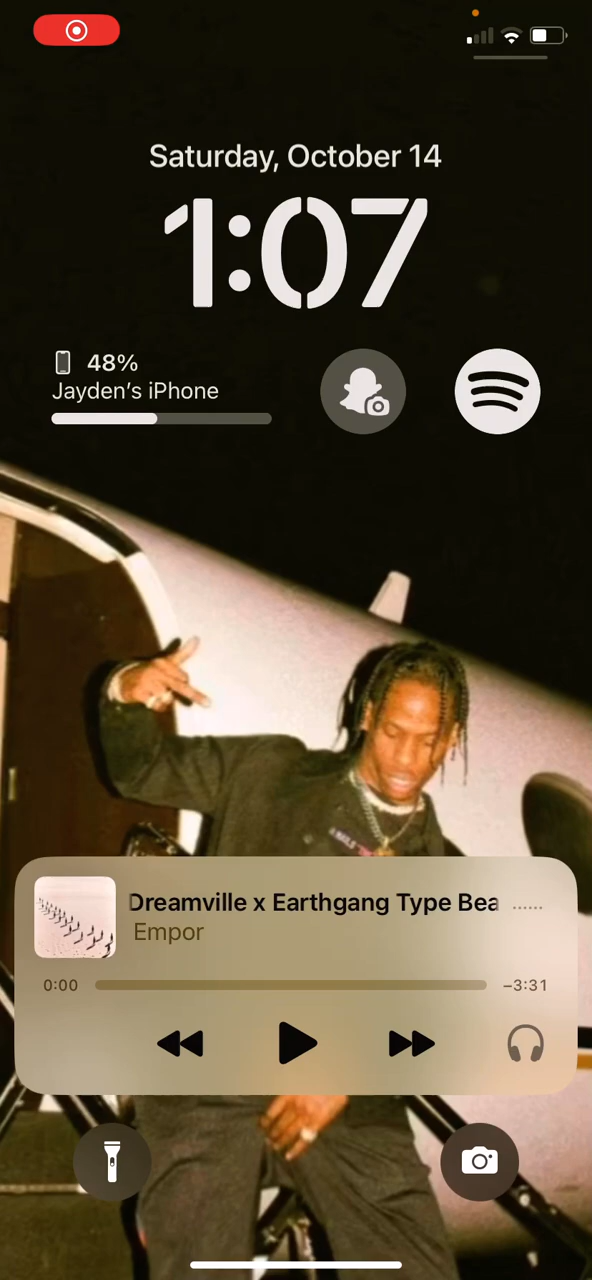 Saturday, October 14
1:07
48%
Jayden's iPhone
Dreamville x Earthgang Type Bea
Empor
0:00
−3:31